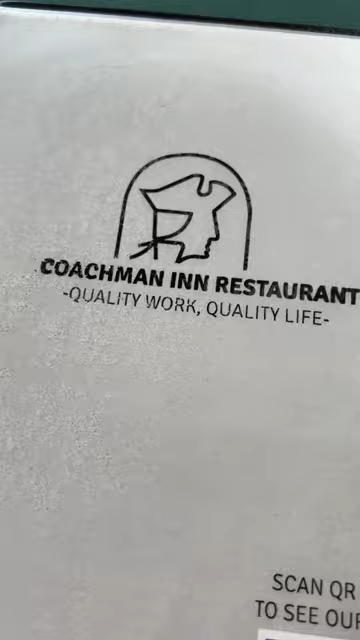 COACHMAN INN RESTAURANT
-QUALITY WORK, QUALITY LIFE-
SCAN QR
TO SEE OUR